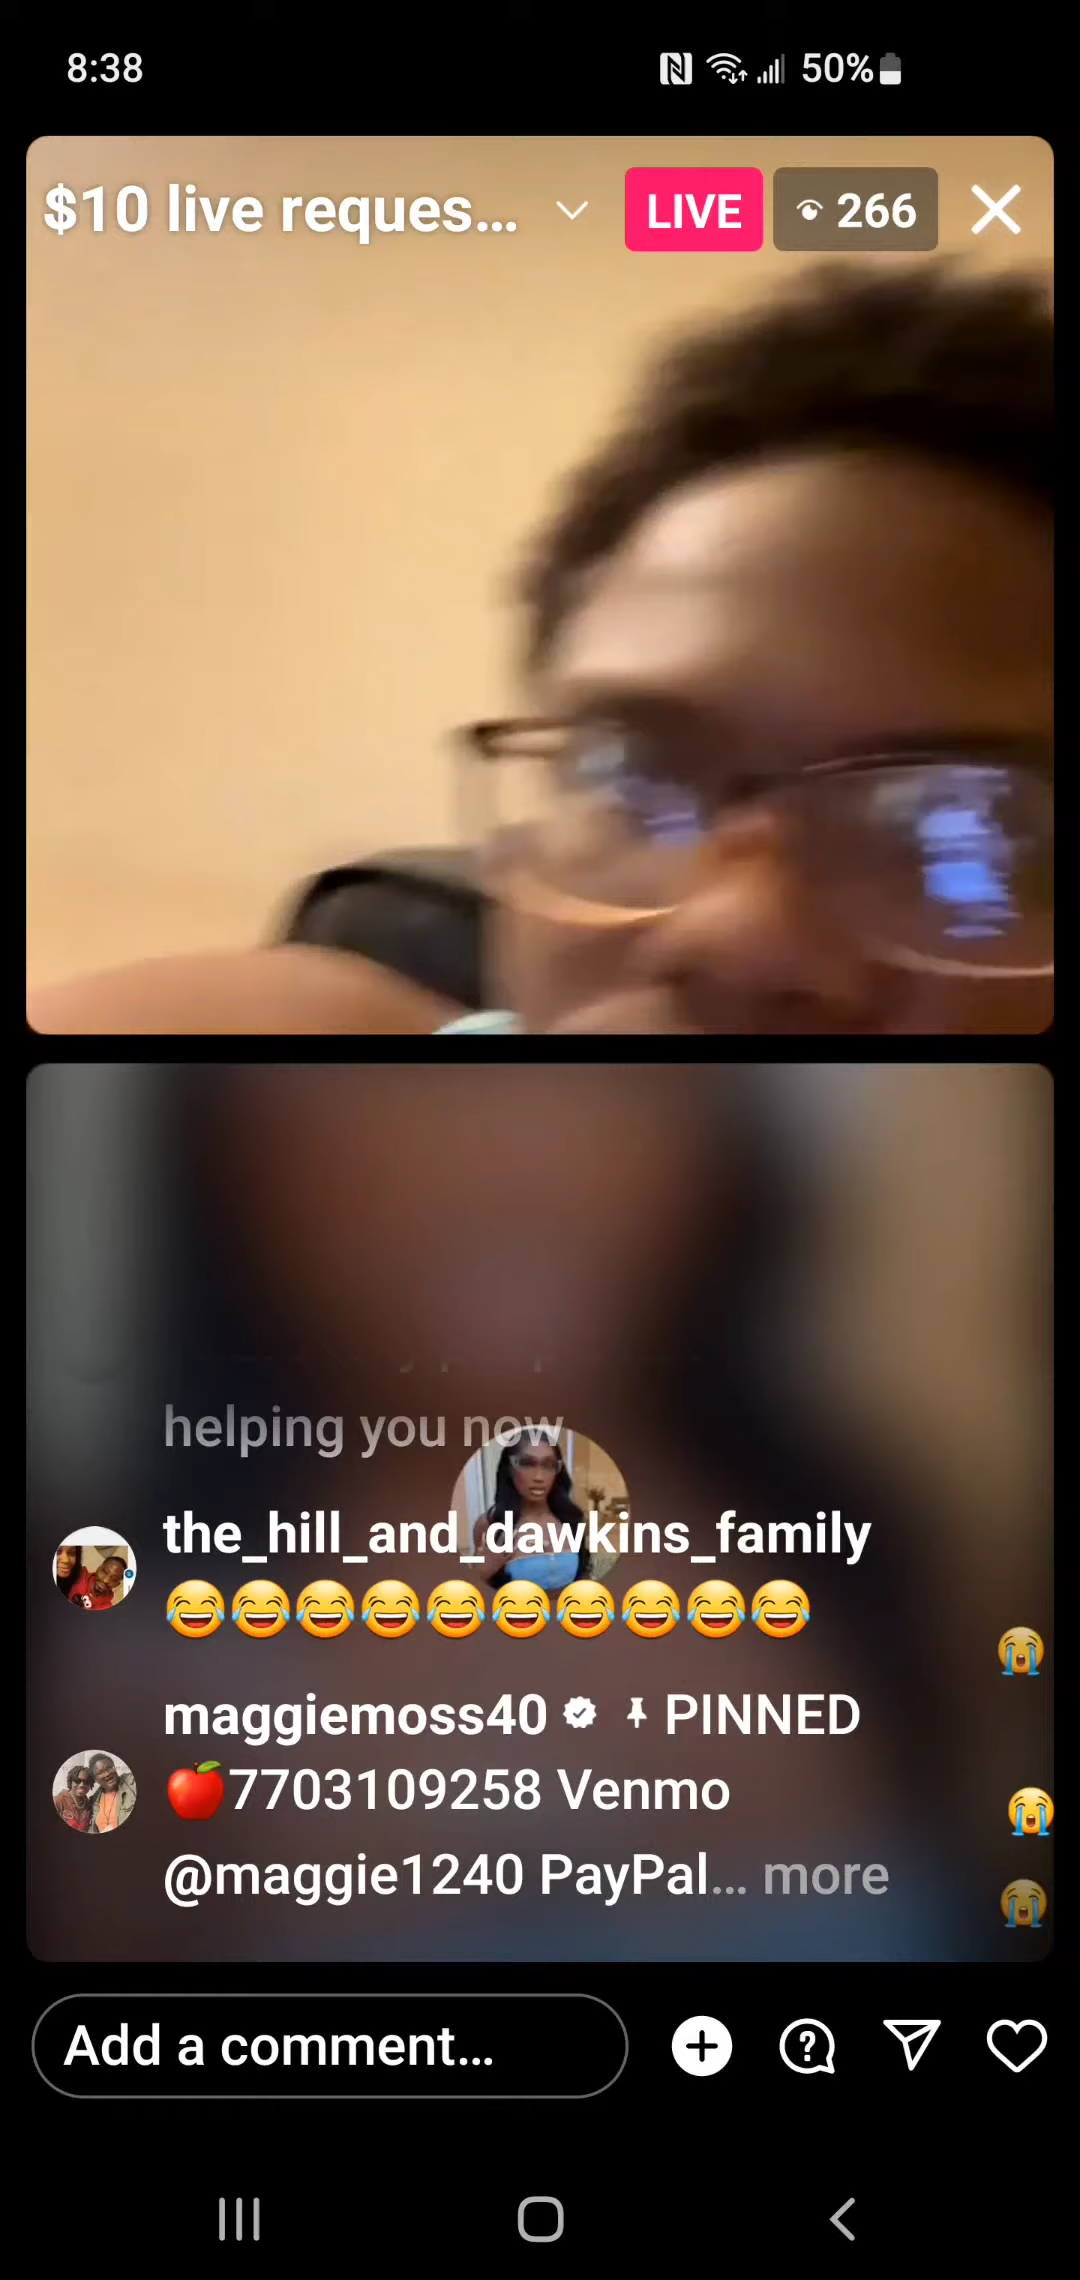 8:38
50%
$10 live reques...
LIVE
266
helping you now
the_hill_and_dawkins_family
😂😂😂😂😂😂😂😂😂😂
maggiemoss40 PINNED
🍎7703109258 Venmo
@maggie1240 PayPal... more
Add a comment...